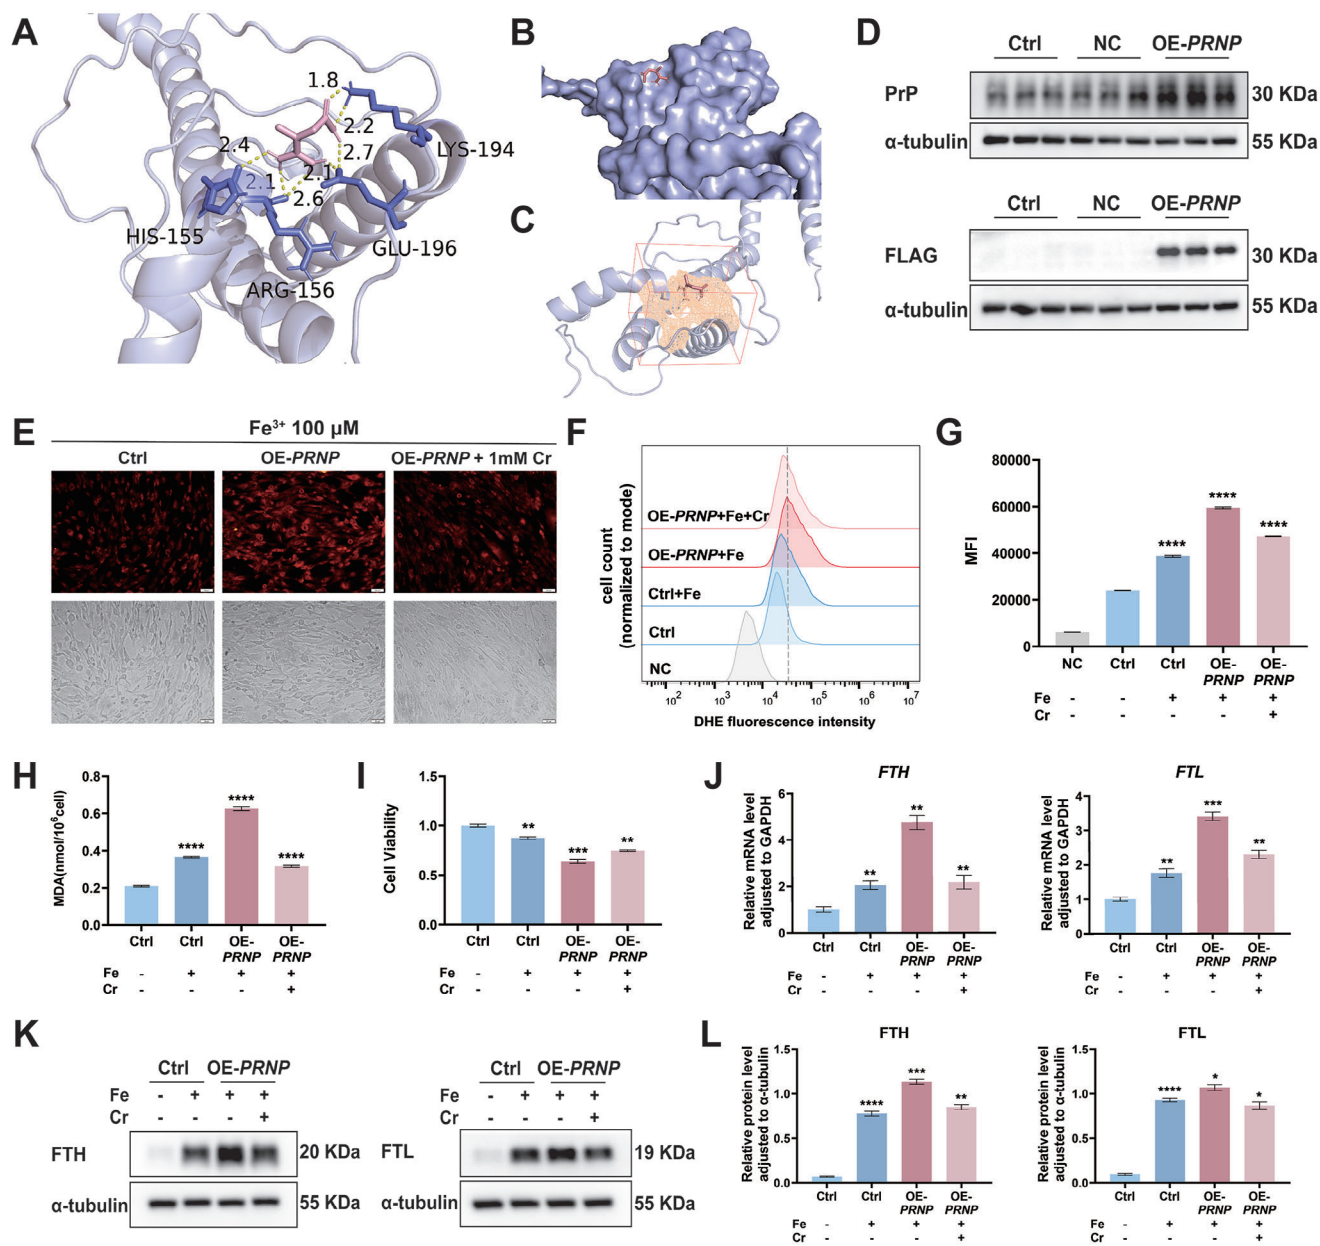 A
1.8
2.2
LYS-194
2.4
2.7
2.1
2.1
2.6
HIS-155
GLU-196
ARG-156
B
C
D
Ctrl NC OE-PRNP
PrP 30 KDa
α-tubulin 55 KDa
Ctrl NC OE-PRNP
FLAG 30 KDa
α-tubulin 55 KDa
E
Fe³⁺ 100 μM
Ctrl OE-PRNP OE-PRNP + 1mM Cr
F
cell count
(normalized to mode)
OE-PRNP+Fe+Cr
OE-PRNP+Fe
Ctrl+Fe
Ctrl
NC
10² 10³ 10⁴ 10⁵ 10⁶ 10⁷
DHE fluorescence intensity
G
MFI
80000
60000
40000
20000
0
**** **** ****
NC Ctrl Ctrl OE-PRNP OE-PRNP
Fe - - + + +
Cr - - - - +
H
MDA(nmol/10⁶cell)
0.8
0.6
0.4
0.2
0.0
**** **** ****
Ctrl Ctrl OE-PRNP OE-PRNP
Fe - + + +
Cr - - - +
I
Cell Viability
1.5
1.0
0.5
0.0
** *** **
Ctrl Ctrl OE-PRNP OE-PRNP
Fe - + + +
Cr - - - +
J
FTH
Relative mRNA level
adjusted to GAPDH
6
4
2
0
** ** **
Ctrl Ctrl OE-PRNP OE-PRNP
Fe - + + +
Cr - - - +
FTL
Relative mRNA level
adjusted to GAPDH
4
3
2
1
0
** *** **
Ctrl Ctrl OE-PRNP OE-PRNP
Fe - + + +
Cr - - - +
K
Ctrl OE-PRNP
Fe - + + +
Cr - - - +
FTH 20 KDa
α-tubulin 55 KDa
Ctrl OE-PRNP
Fe - + + +
Cr - - - +
FTL 19 KDa
α-tubulin 55 KDa
L
FTH
Relative protein level
adjusted to α-tubulin
1.5
1.0
0.5
0.0
**** *** **
Ctrl Ctrl OE-PRNP OE-PRNP
Fe - + + +
Cr - - - +
FTL
Relative protein level
adjusted to α-tubulin
1.5
1.0
0.5
0.0
**** * *
Ctrl Ctrl OE-PRNP OE-PRNP
Fe - + + +
Cr - - - +